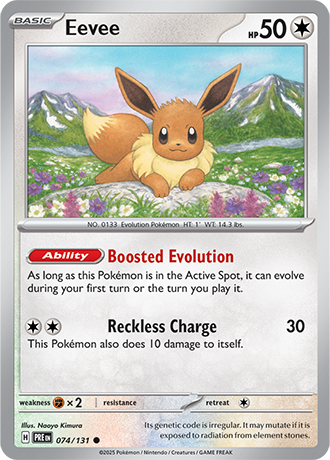 BASIC Eevee HP 50
NO. 0133 Evolution Pokémon HT: 1' WT: 14.3 lbs.
Ability Boosted Evolution
As long as this Pokémon is in the Active Spot, it can evolve
during your first turn or the turn you play it.
Reckless Charge 30
This Pokémon also does 10 damage to itself.
weakness ×2 resistance retreat
Illus. Naoyo Kimura
H PRE EN 074/131
Its genetic code is irregular. It may mutate if it is
exposed to radiation from element stones.
©2025 Pokémon / Nintendo / Creatures / GAME FREAK